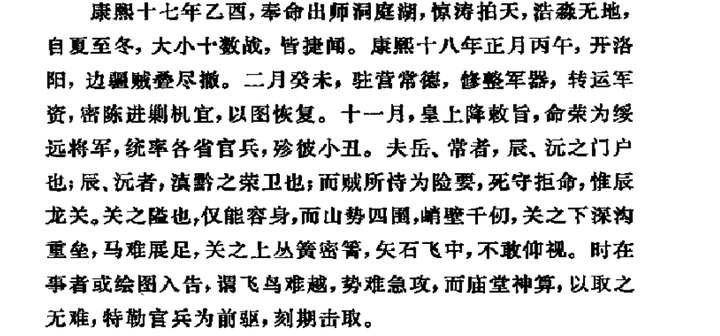 康熙十七年乙酉，奉命出师洞庭湖，惊涛拍天，浩淼无地，
自夏至冬，大小十数战，皆捷闻。康熙十八年正月丙午，开洛
阳，边疆贼叠尽撤。二月癸未，驻营常德，修整军器，转运军
资，密陈进剿机宜，以图恢复。十一月，皇上降敕旨，命荣为绥
远将军，统率各省官兵，殄彼小丑。夫岳、常者，辰、沅之门户
也；辰、沅者，滇黔之荣卫也；而贼所恃为险要，死守拒命，惟辰
龙关。关之隘也，仅能容身，而山势四围，峭壁千仞，关之下深沟
重垒，马难展足，关之上丛篁密箐，矢石飞中，不敢仰视。时在
事者或绘图入告，谓飞鸟难越，势难急攻，而庙堂神算，以取之
无难，特勒官兵为前驱，刻期击取。